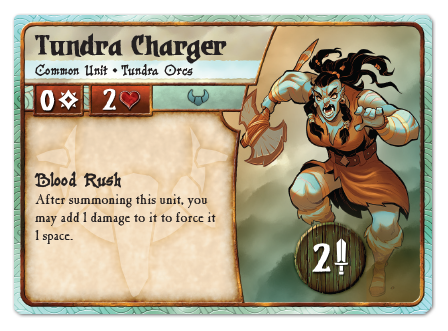 Tundra Charger
Common Unit • Tundra Orcs
0 2
Blood Rush
After summoning this unit, you
may add 1 damage to it to force it
1 space.
2